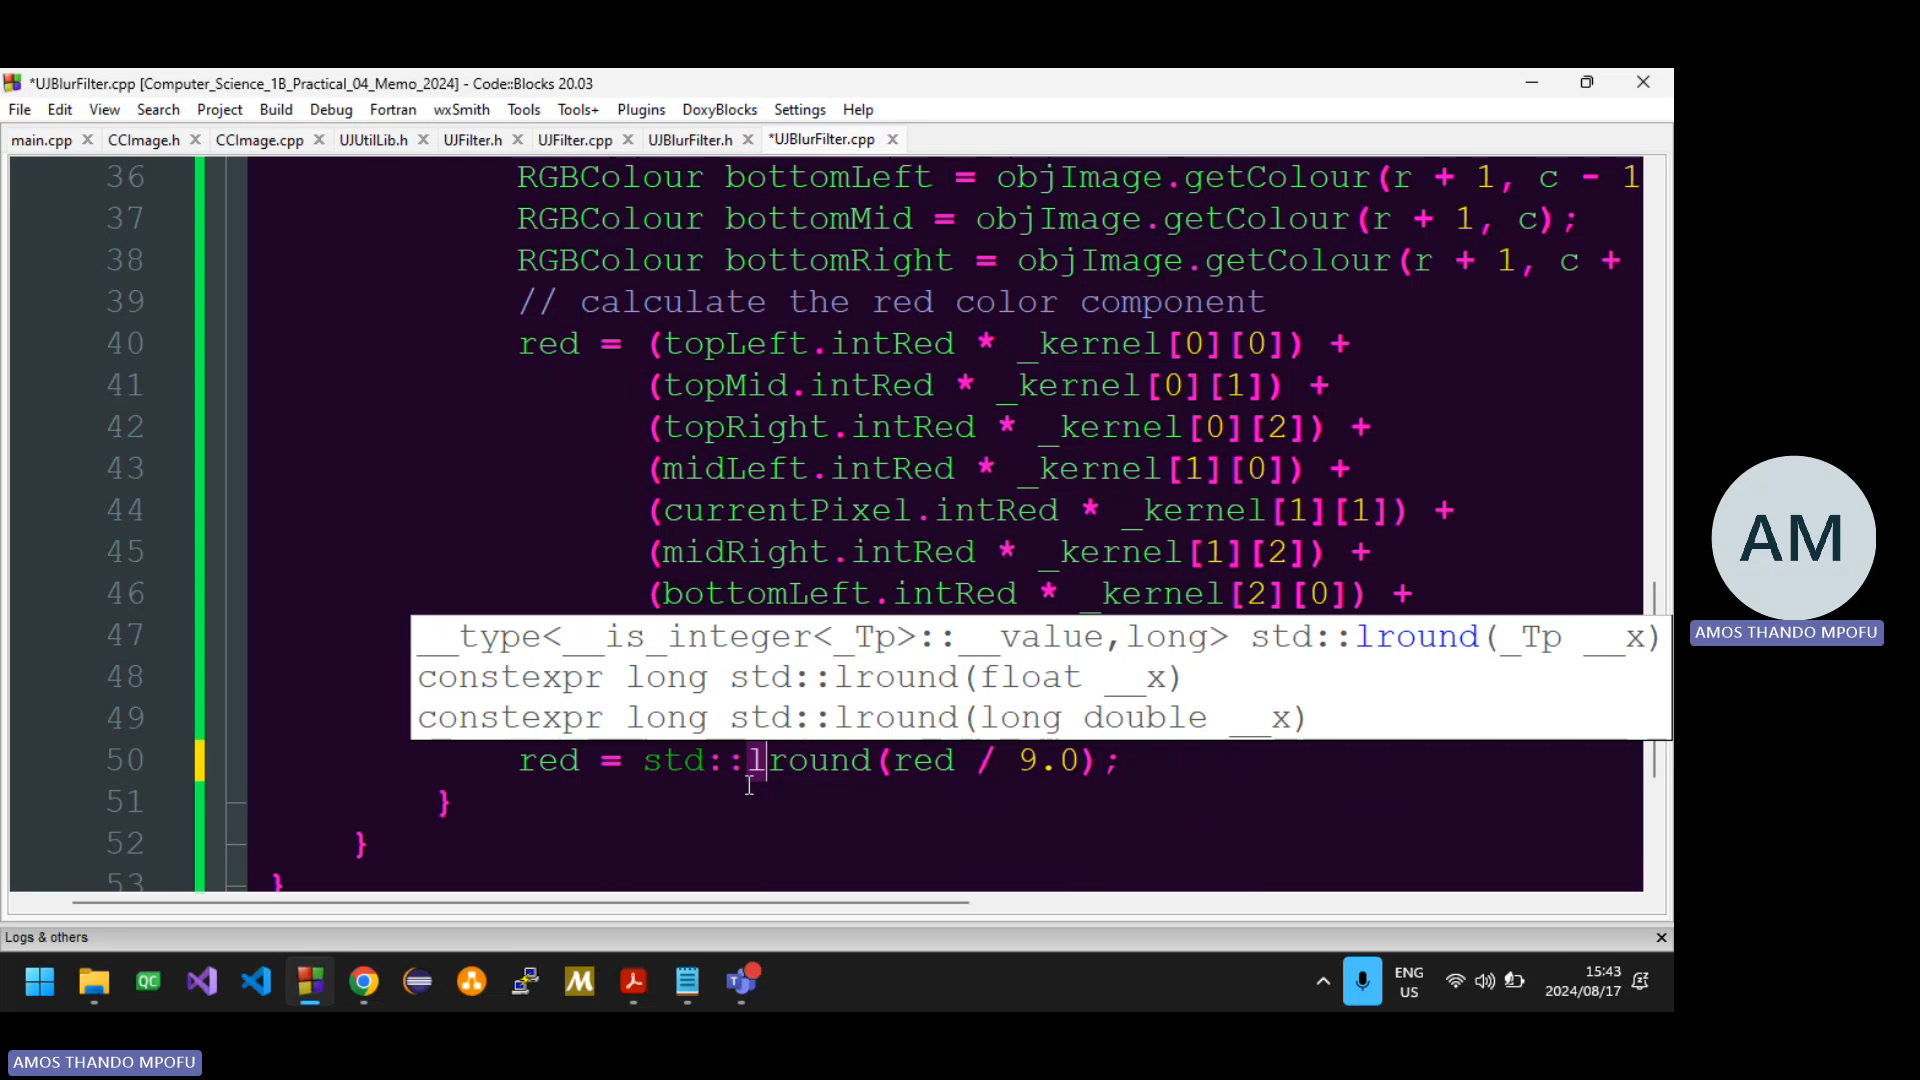 *UJBlurFilter.cpp [Computer_Science_1B_Practical_04_Memo_2024] - Code::Blocks 20.03
File Edit View Search Project Build Debug Fortran wxSmith Tools Tools+ Plugins DoxyBlocks Settings Help
main.cpp CCImage.h CCImage.cpp UJUtilLib.h UJFilter.h UJFilter.cpp UJBlurFilter.h *UJBlurFilter.cpp
36 RGBColour bottomLeft = objImage.getColour(r + 1, c - 1
37 RGBColour bottomMid = objImage.getColour(r + 1, c);
38 RGBColour bottomRight = objImage.getColour(r + 1, c +
39 // calculate the red color component
40 red = (topLeft.intRed * _kernel[0][0]) +
41 (topMid.intRed * _kernel[0][1]) +
42 (topRight.intRed * _kernel[0][2]) +
43 (midLeft.intRed * _kernel[1][0]) +
44 (currentPixel.intRed * _kernel[1][1]) +
45 (midRight.intRed * _kernel[1][2]) +
46 (bottomLeft.intRed * _kernel[2][0]) +
47 __type<__is_integer<_Tp>::__value,long> std::lround(_Tp __x)
48 constexpr long std::lround(float __x)
49 constexpr long std::lround(long double __x)
50 red = std::lround(red / 9.0);
51 }
52 }
53 }
Logs & others
AM
AMOS THANDO MPOFU
QC
M
ENG
US
15:43
2024/08/17
AMOS THANDO MPOFU